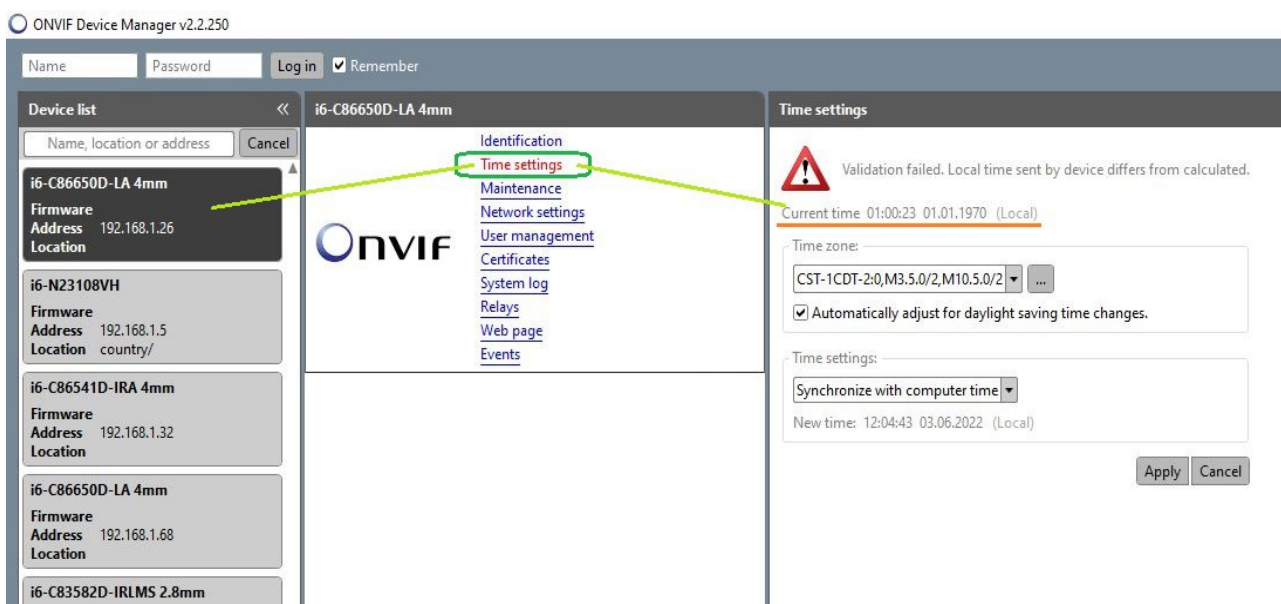 ONVIF Device Manager v2.2.250
Name Password Log in Remember
Device list «
Name, location or address Cancel
i6-C86650D-LA 4mm
Firmware
Address 192.168.1.26
Location
i6-N23108VH
Firmware
Address 192.168.1.5
Location country/
i6-C86541D-IRA 4mm
Firmware
Address 192.168.1.32
Location
i6-C86650D-LA 4mm
Firmware
Address 192.168.1.68
Location
i6-C83582D-IRLMS 2.8mm
i6-C86650D-LA 4mm
ONVIF
Identification
Time settings
Maintenance
Network settings
User management
Certificates
System log
Relays
Web page
Events
Time settings
Validation failed. Local time sent by device differs from calculated.
Current time 01:00:23 01.01.1970 (Local)
Time zone:
CST-1CDT-2:0,M3.5.0/2,M10.5.0/2 ...
Automatically adjust for daylight saving time changes.
Time settings:
Synchronize with computer time
New time: 12:04:43 03.06.2022 (Local)
Apply Cancel